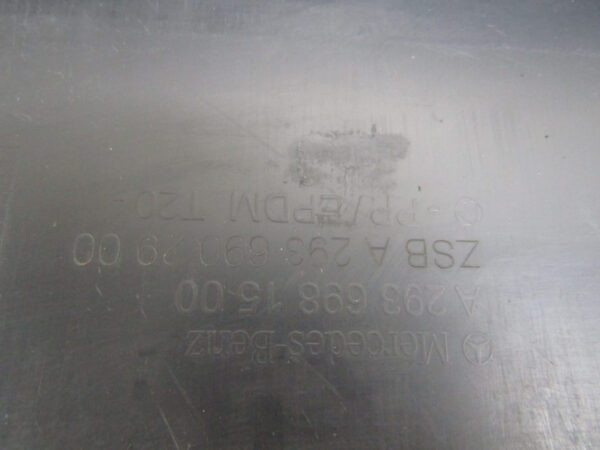 Mercedes-Benz
A 293 698 15 00
ZSB A 293 690 29 00
>PP/EPDM T20<